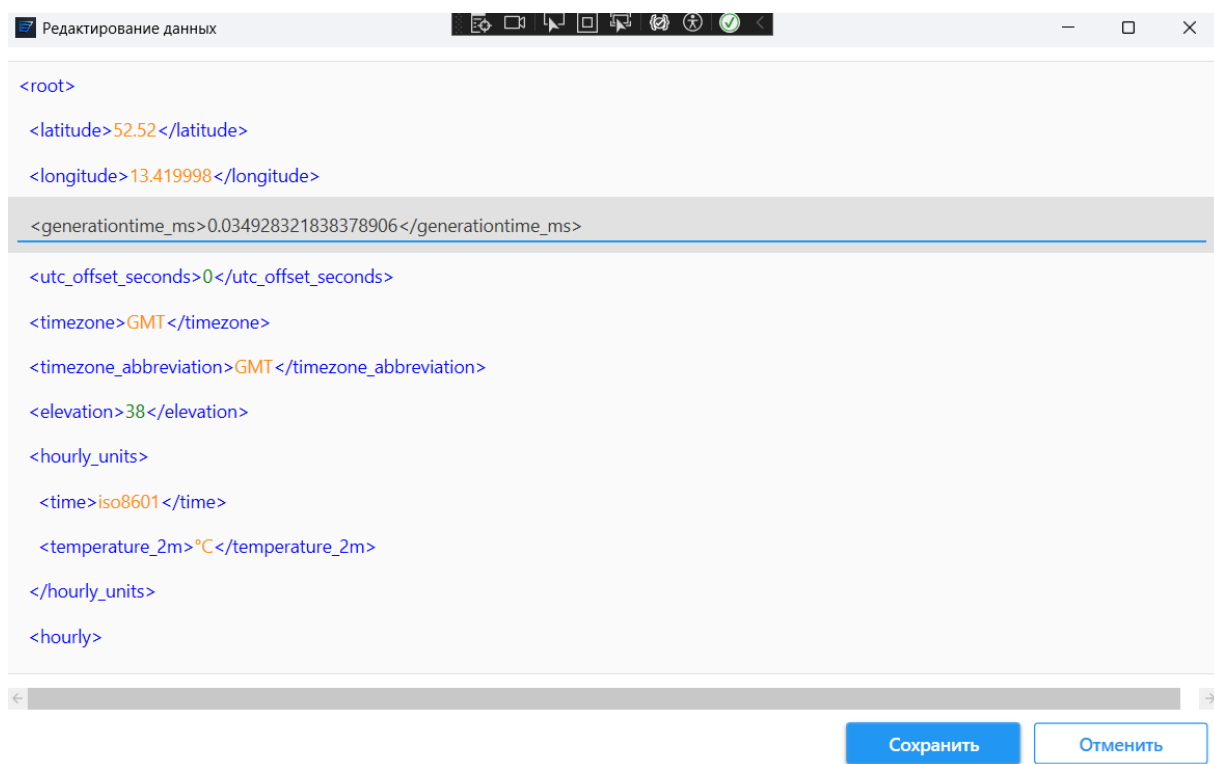 Редактирование данных
<root>
<latitude>52.52</latitude>
<longitude>13.419998</longitude>
<generationtime_ms>0.034928321838378906</generationtime_ms>
<utc_offset_seconds>0</utc_offset_seconds>
<timezone>GMT</timezone>
<timezone_abbreviation>GMT</timezone_abbreviation>
<elevation>38</elevation>
<hourly_units>
<time>iso8601</time>
<temperature_2m>°C</temperature_2m>
</hourly_units>
<hourly>
Сохранить Отменить